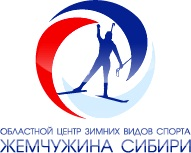 ОБЛАСТНОЙ ЦЕНТР ЗИМНИХ ВИДОВ СПОРТА
ЖЕМЧУЖИНА СИБИРИ